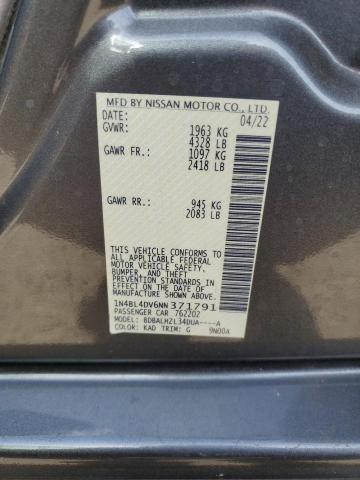 MFD BY NISSAN MOTOR CO., LTD.
DATE: 04/22
GVWR: 1963 KG
4328 LB
GAWR FR.: 1097 KG
2418 LB
GAWR RR.: 945 KG
2083 LB
THIS VEHICLE CONFORMS TO
ALL APPLICABLE FEDERAL
MOTOR VEHICLE SAFETY,
BUMPER, AND THEFT
PREVENTION STANDARDS
IN EFFECT ON THE DATE OF
MANUFACTURE SHOWN ABOVE.
1N4BL4DV6NN371791
PASSENGER CAR 762202
MODEL: BDBALHZL34DUA----A
COLOR: KAD TRIM: G 9N00A